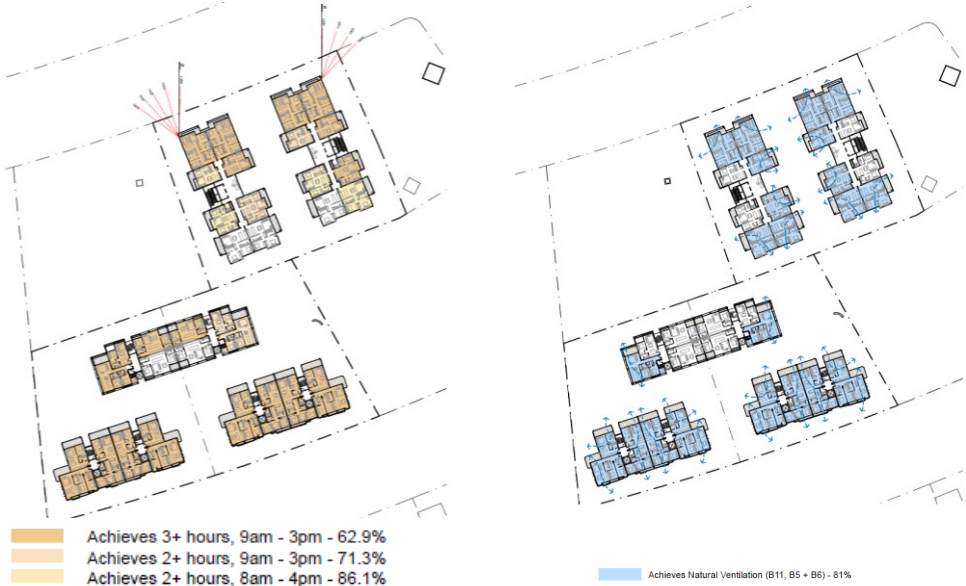 Achieves 3+ hours, 9am - 3pm - 62.9%
Achieves 2+ hours, 9am - 3pm - 71.3%
Achieves 2+ hours, 8am - 4pm - 86.1%
Achieves Natural Ventilation (B11, B5 + B6) - 81%